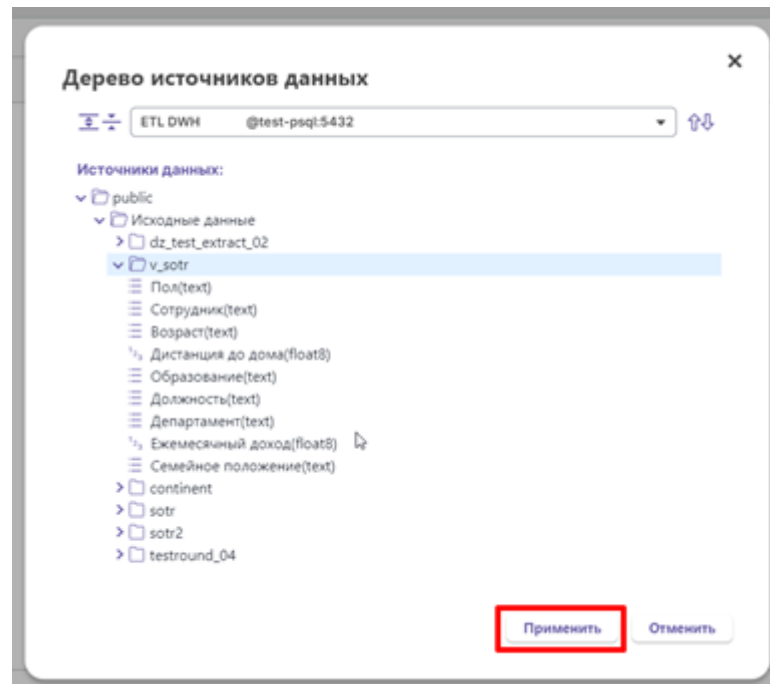 Дерево источников данных
ETL DWH @test-psql:5432
Источники данных:
public
Исходные данные
dz_test_extract_02
v_sotr
Пол(text)
Сотрудник(text)
Возраст(text)
Дистанция до дома(float8)
Образование(text)
Должность(text)
Департамент(text)
Ежемесячный доход(float8)
Семейное положение(text)
continent
sotr
sotr2
testround_04
Применить Отменить